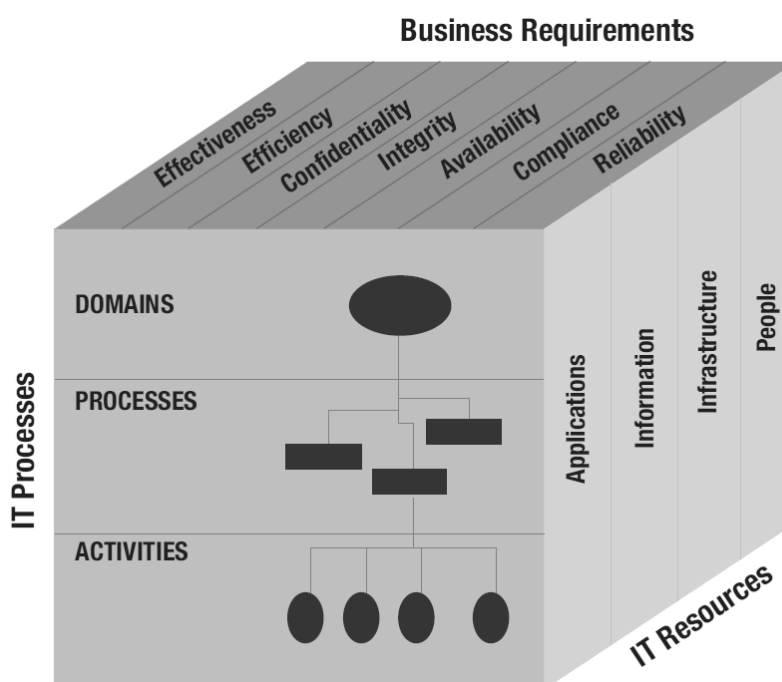 Business Requirements
Effectiveness
Efficiency
Confidentiality
Integrity
Availability
Compliance
Reliability
IT Processes
DOMAINS
PROCESSES
ACTIVITIES
Applications
Information
Infrastructure
People
IT Resources